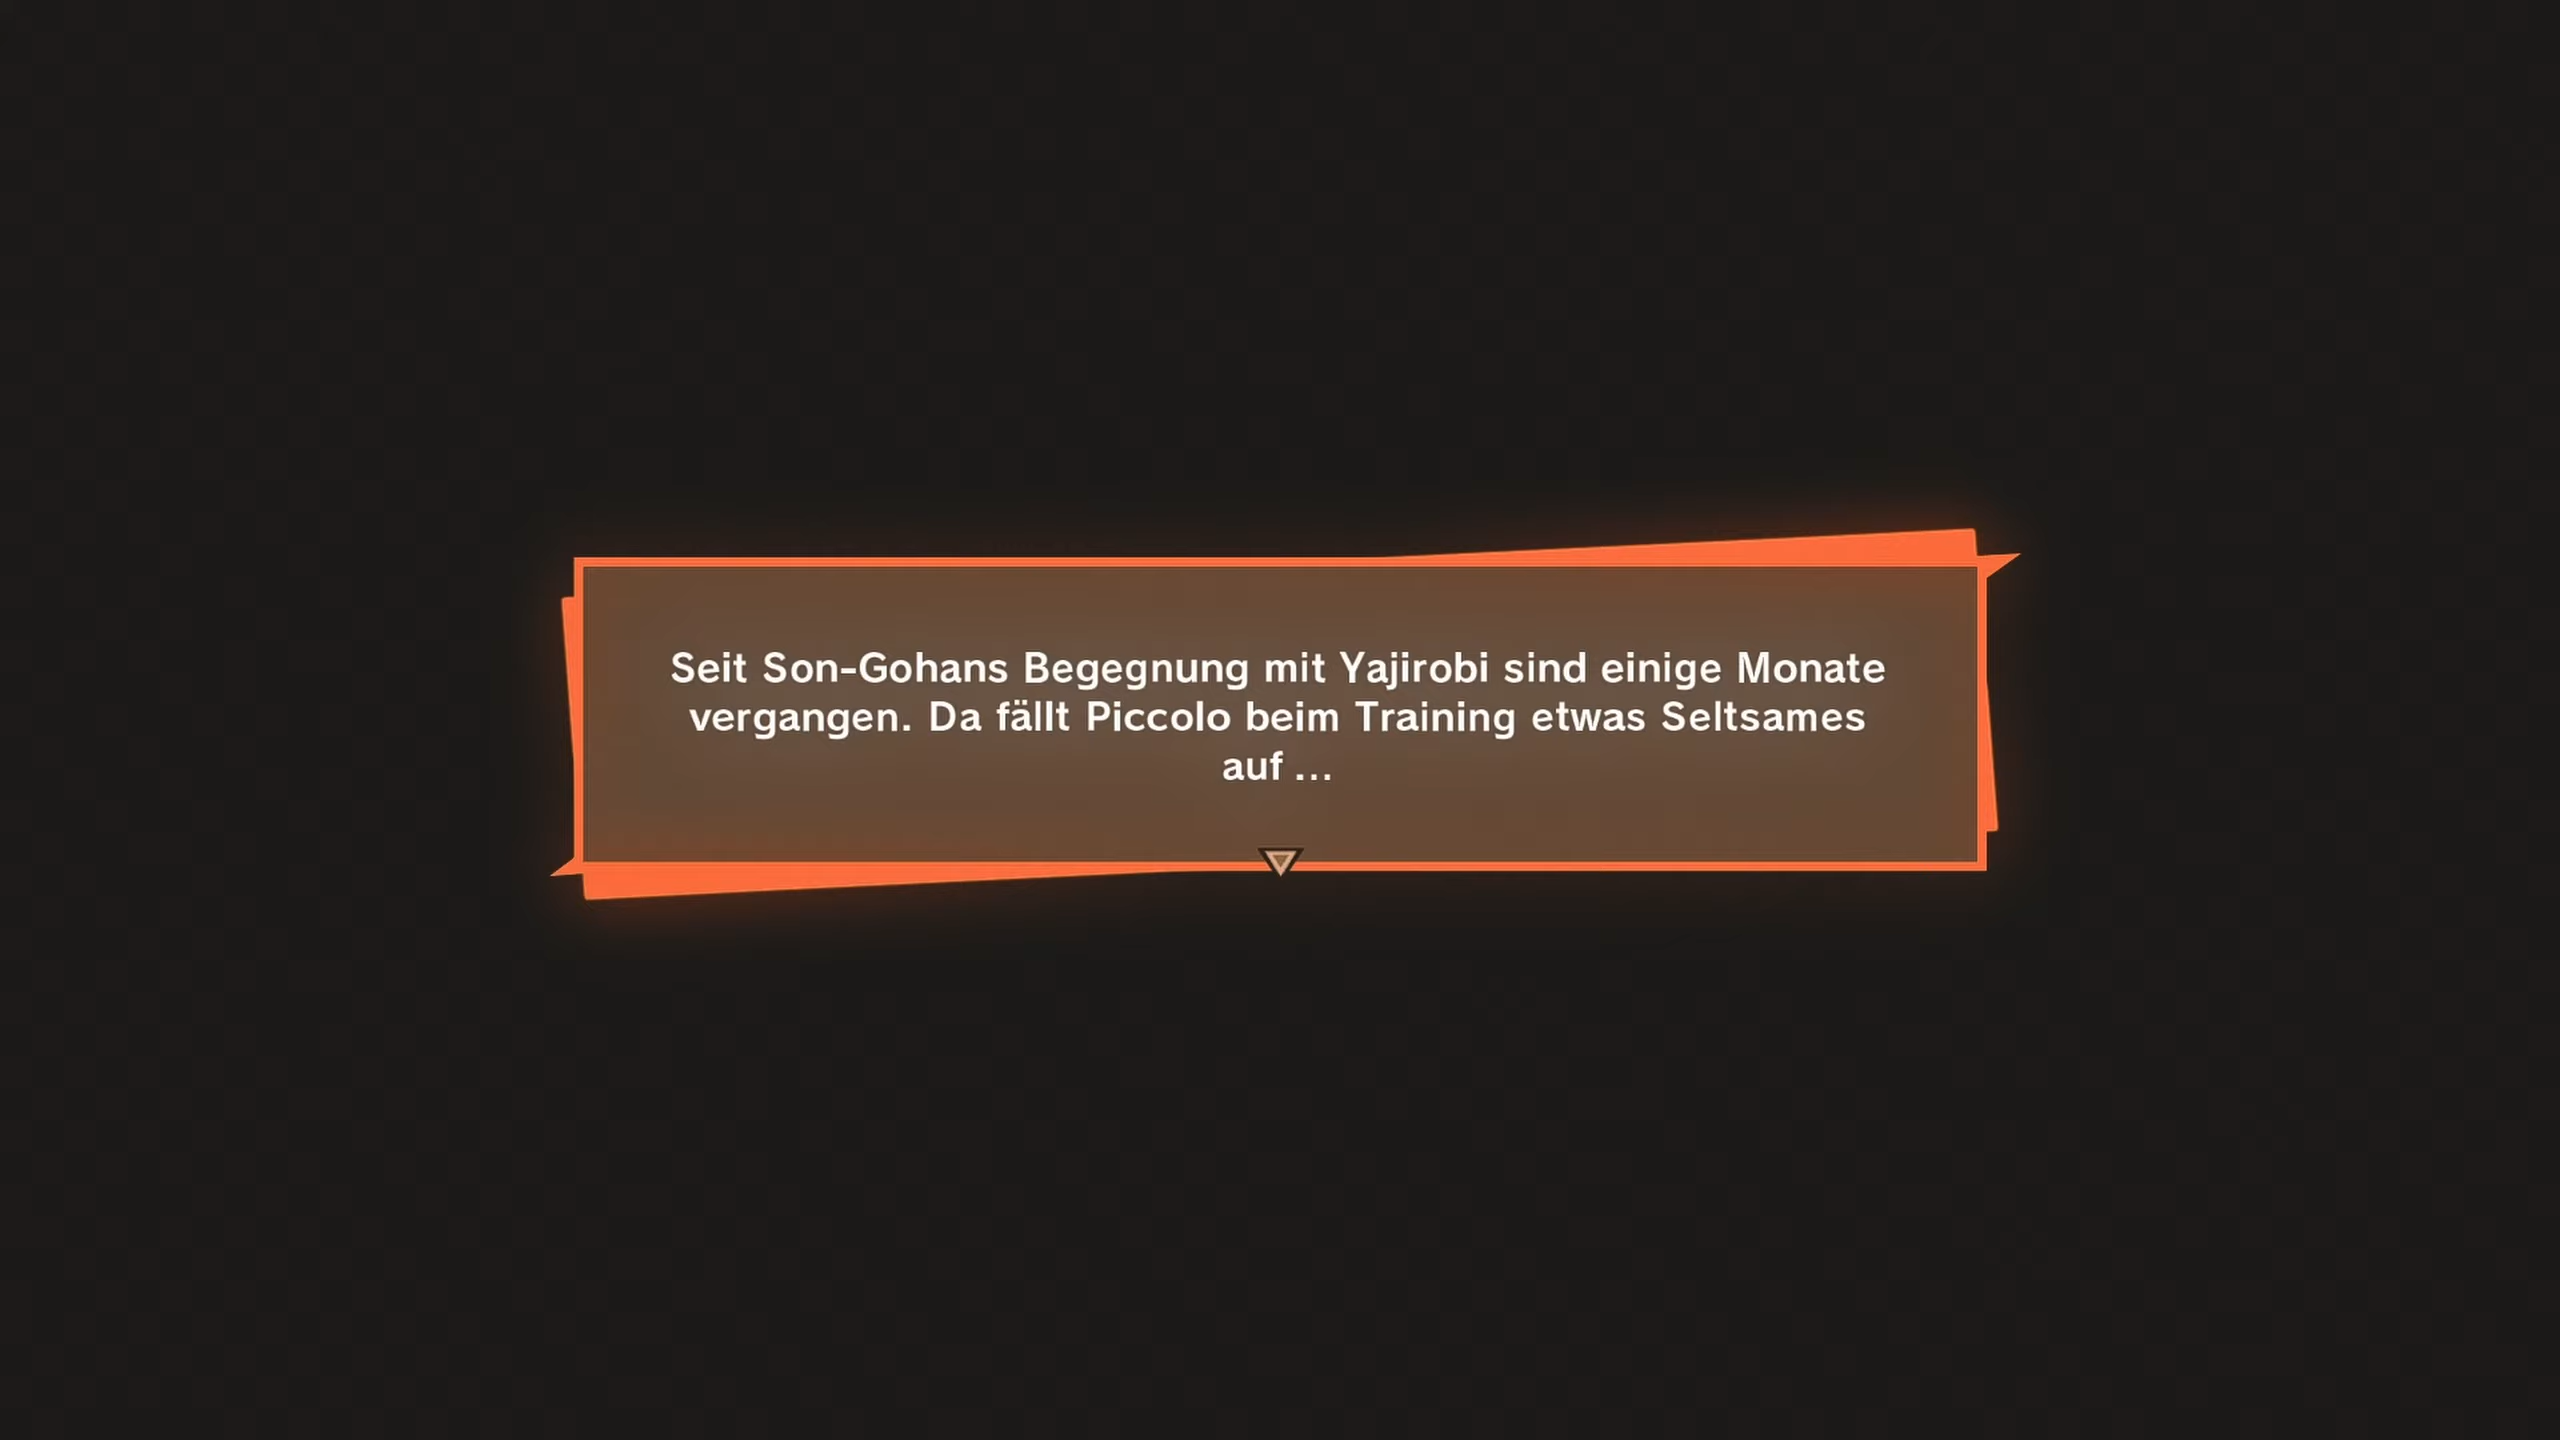 Seit Son-Gohans Begegnung mit Yajirobi sind einige Monate
vergangen. Da fällt Piccolo beim Training etwas Seltsames
auf ...